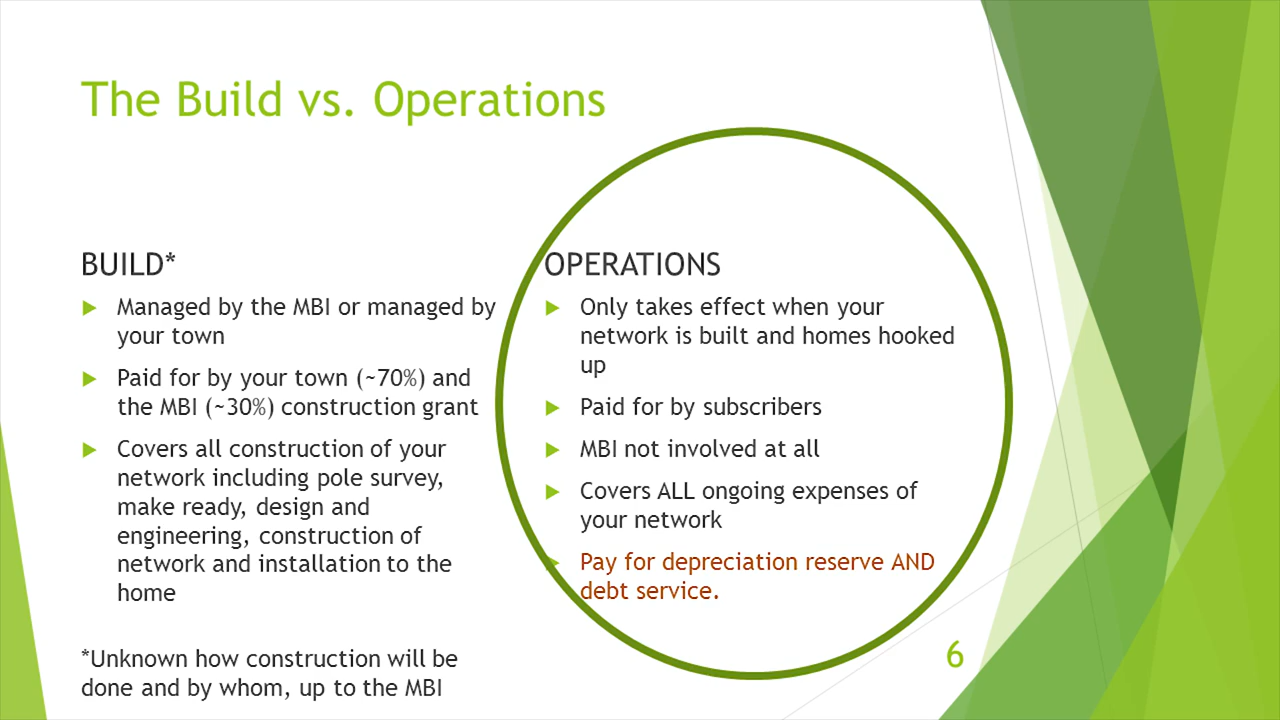 The Build vs. Operations
BUILD*
Managed by the MBI or managed by
your town
Paid for by your town (~70%) and
the MBI (~30%) construction grant
Covers all construction of your
network including pole survey,
make ready, design and
engineering, construction of
network and installation to the
home
*Unknown how construction will be
done and by whom, up to the MBI
OPERATIONS
Only takes effect when your
network is built and homes hooked
up
Paid for by subscribers
MBI not involved at all
Covers ALL ongoing expenses of
your network
Pay for depreciation reserve AND
debt service.
6